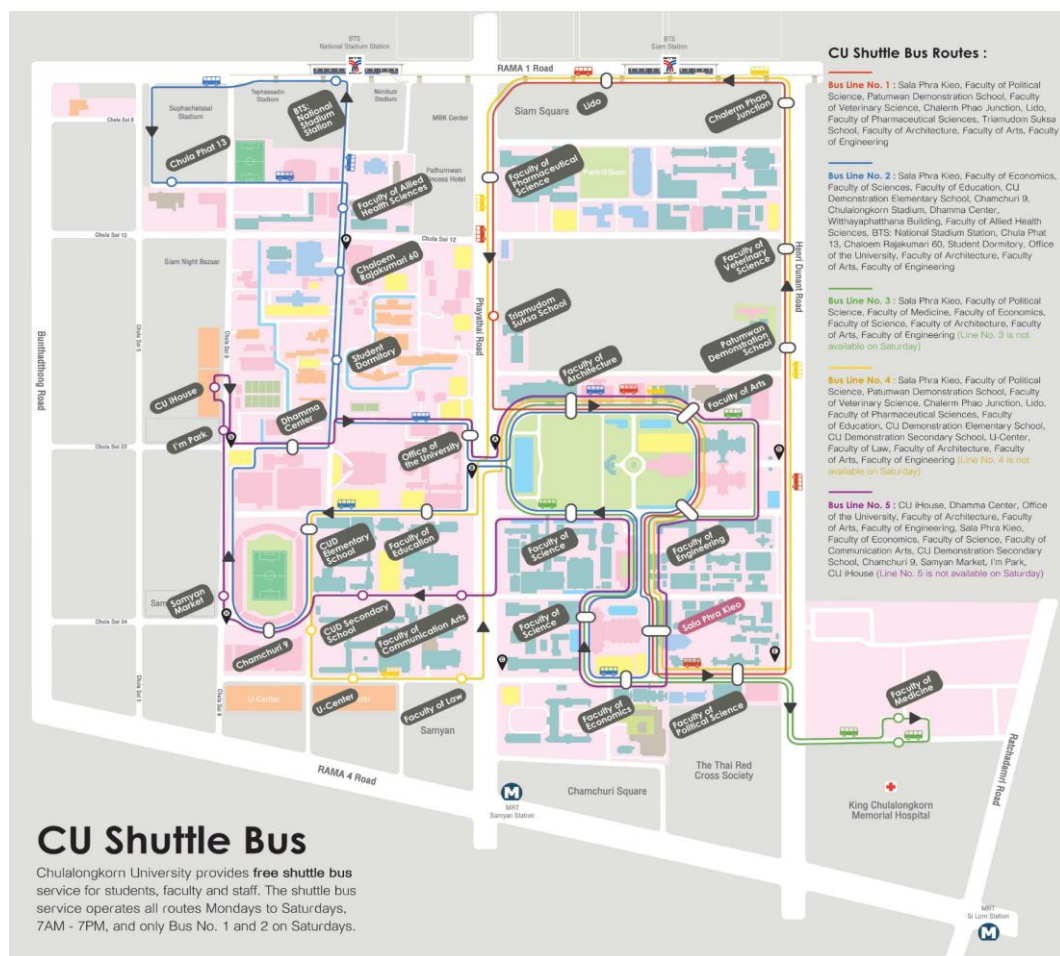 BTS:
National Stadium Station
BTS:
Siam Station
RAMA 1 Road
Suphachalasai
Stadium
Tephassadin
Stadium
BTS:
National
Stadium
Station
Nimibutr
Stadium
MBK Center
Siam Square
Lido
Chalerm Phao
Junction
Chula Soi 9
Chula Phat 13
Pathumwan
Princess Hotel
Faculty of
Pharmaceutical
Science
Faculty of Allied
Health Sciences
Chula Soi 12
Chula Soi 12
Siam Night Bazaar
Chaloem
Rajakumari 60
Faculty of
Veterinary
Science
Henri Dunant Road
Phayathai Road
Triamudom
Suksa School
Patumwan
Demonstration
School
Bunthadthong Road
Chula Soi 5
Chula Soi 9
Student
Dormitory
Faculty of
Architecture
Faculty of Arts
CU iHouse
I'm Park
Dhamma
Center
Office of
the University
Chula Soi 22
CUD
Elementary
School
Faculty of
Education
Faculty of
Science
Faculty of
Engineering
Samyan
Market
Chula Soi 34
Chamchuri 9
CUD Secondary
School
Faculty of
Communication Arts
Faculty of
Science
Sala Phra Kieo
Chula Soi 5
Chula Soi 9
U-Center
U-Center
Faculty of Law
Samyan
Faculty of
Economics
Faculty of
Political Science
Faculty of
Medicine
RAMA 4 Road
The Thai Red
Cross Society
Chamchuri Square
M
MRT
Samyan Station
King Chulalongkorn
Memorial Hospital
Ratchadamri Road
MRT
Si Lom Station
M
CU Shuttle Bus Routes :
Bus Line No. 1 : Sala Phra Kieo, Faculty of Political
Science, Patumwan Demonstration School, Faculty
of Veterinary Science, Chalerm Phao Junction, Lido,
Faculty of Pharmaceutical Sciences, Triamudom Suksa
School, Faculty of Architecture, Faculty of Arts, Faculty
of Engineering
Bus Line No. 2 : Sala Phra Kieo, Faculty of Economics,
Faculty of Sciences, Faculty of Education, CU
Demonstration Elementary School, Chamchuri 9,
Chulalongkorn Stadium, Dhamma Center,
Witthayaphatthana Building, Faculty of Allied Health
Sciences, BTS: National Stadium Station, Chula Phat
13, Chaloem Rajakumari 60, Student Dormitory, Office
of the University, Faculty of Architecture, Faculty
of Arts, Faculty of Engineering
Bus Line No. 3 : Sala Phra Kieo, Faculty of Political
Science, Faculty of Medicine, Faculty of Economics,
Faculty of Science, Faculty of Architecture, Faculty
of Arts, Faculty of Engineering (Line No. 3 is not
available on Saturday)
Bus Line No. 4 : Sala Phra Kieo, Faculty of Political
Science, Patumwan Demonstration School, Faculty
of Veterinary Science, Chalerm Phao Junction, Lido,
Faculty of Pharmaceutical Sciences, Faculty
of Education, CU Demonstration Elementary School,
CU Demonstration Secondary School, U-Center,
Faculty of Law, Faculty of Architecture, Faculty
of Arts, Faculty of Engineering (Line No. 4 is not
available on Saturday)
Bus Line No. 5 : CU iHouse, Dhamma Center, Office
of the University, Faculty of Architecture, Faculty
of Arts, Faculty of Engineering, Sala Phra Kieo,
Faculty of Economics, Faculty of Science, Faculty of
Communication Arts, CU Demonstration Secondary
School, Chamchuri 9, Samyan Market, I'm Park,
CU iHouse (Line No. 5 is not available on Saturday)
CU Shuttle Bus
Chulalongkorn University provides free shuttle bus
service for students, faculty and staff. The shuttle bus
service operates all routes Mondays to Saturdays,
7AM - 7PM, and only Bus No. 1 and 2 on Saturdays.